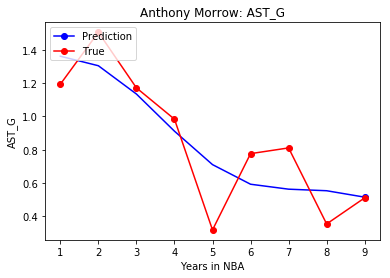 Anthony Morrow: AST_G
Prediction
True
1.4
1.2
1.0
0.8
0.6
0.4
AST_G
1 2 3 4 5 6 7 8 9
Years in NBA